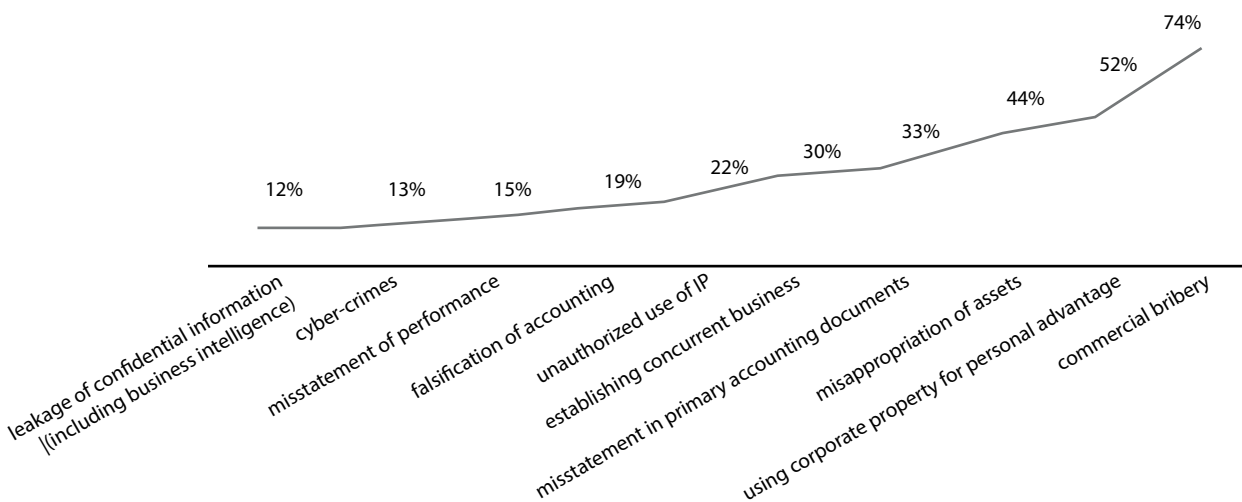 74%
52%
44%
33%
30%
22%
19%
15%
13%
12%
leakage of confidential information
|(including business intelligence)
cyber-crimes
misstatement of performance
falsification of accounting
unauthorized use of IP
establishing concurrent business
misstatement in primary accounting documents
misappropriation of assets
using corporate property for personal advantage
commercial bribery